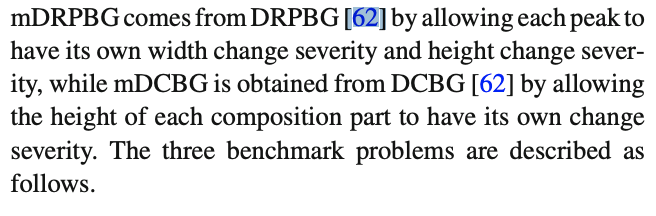 mDRPBG comes from DRPBG [62] by allowing each peak to
have its own width change severity and height change sever-
ity, while mDCBG is obtained from DCBG [62] by allowing
the height of each composition part to have its own change
severity. The three benchmark problems are described as
follows.